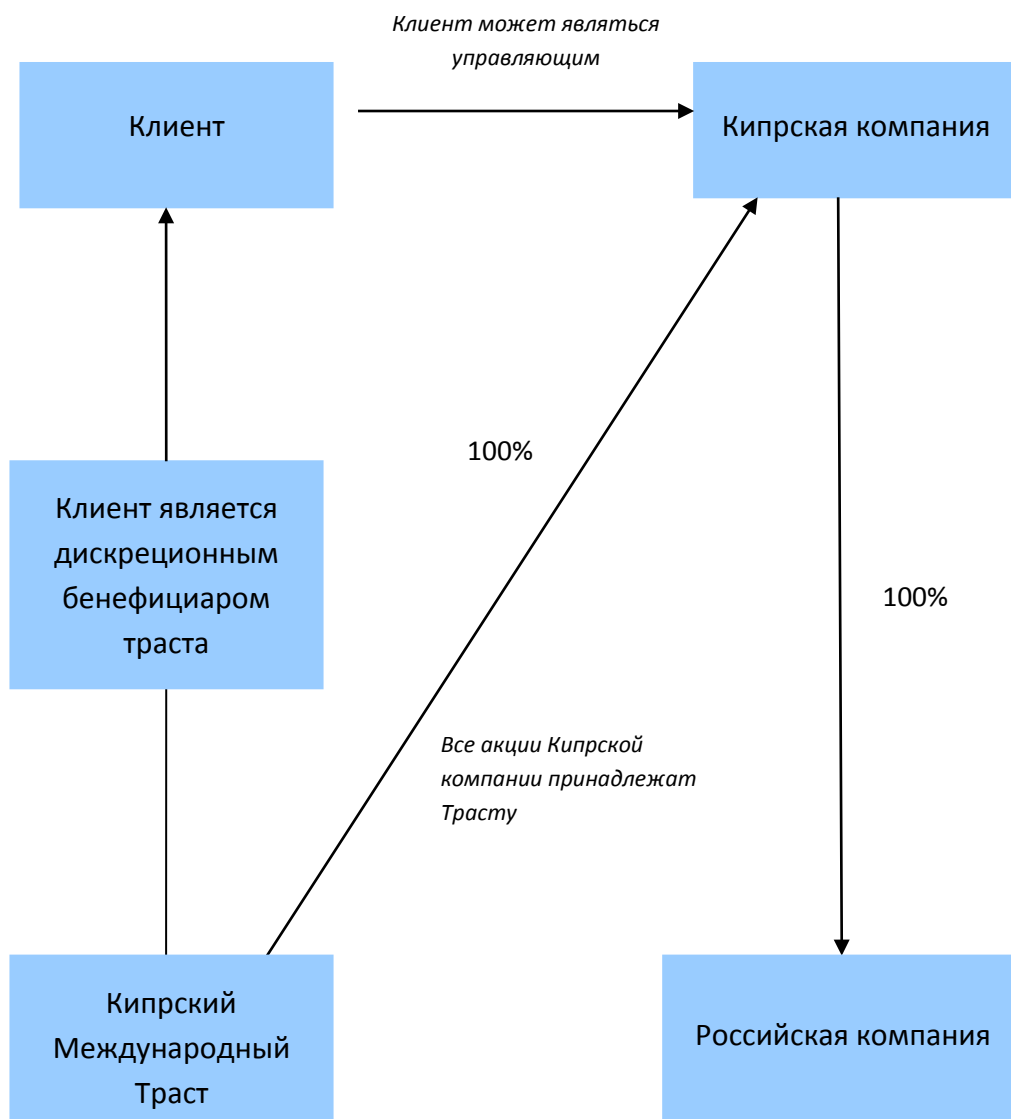 Клиент может являться
управляющим
Клиент
Кипрская компания
100%
Клиент является
дискреционным
бенефициаром
траста
100%
Все акции Кипрской
компании принадлежат
Трасту
Кипрский
Международный
Траст
Российская компания